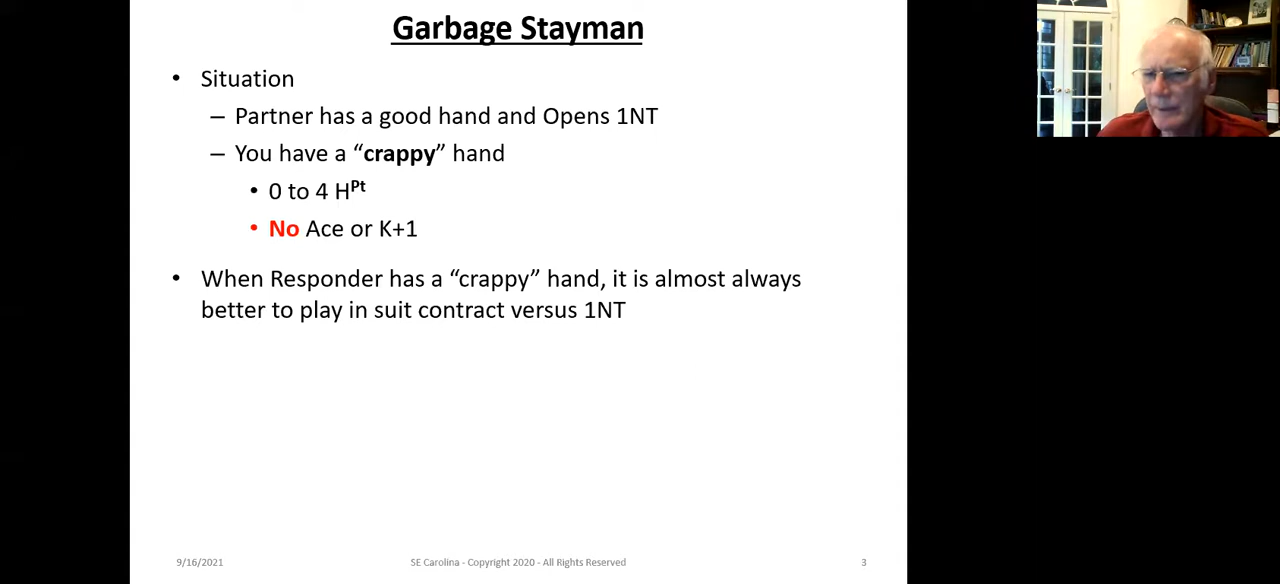 Garbage Stayman
• Situation
– Partner has a good hand and Opens 1NT
– You have a “crappy” hand
• 0 to 4 HPt
• No Ace or K+1
• When Responder has a “crappy” hand, it is almost always
better to play in suit contract versus 1NT
9/16/2021
SE Carolina - Copyright 2020 - All Rights Reserved
3